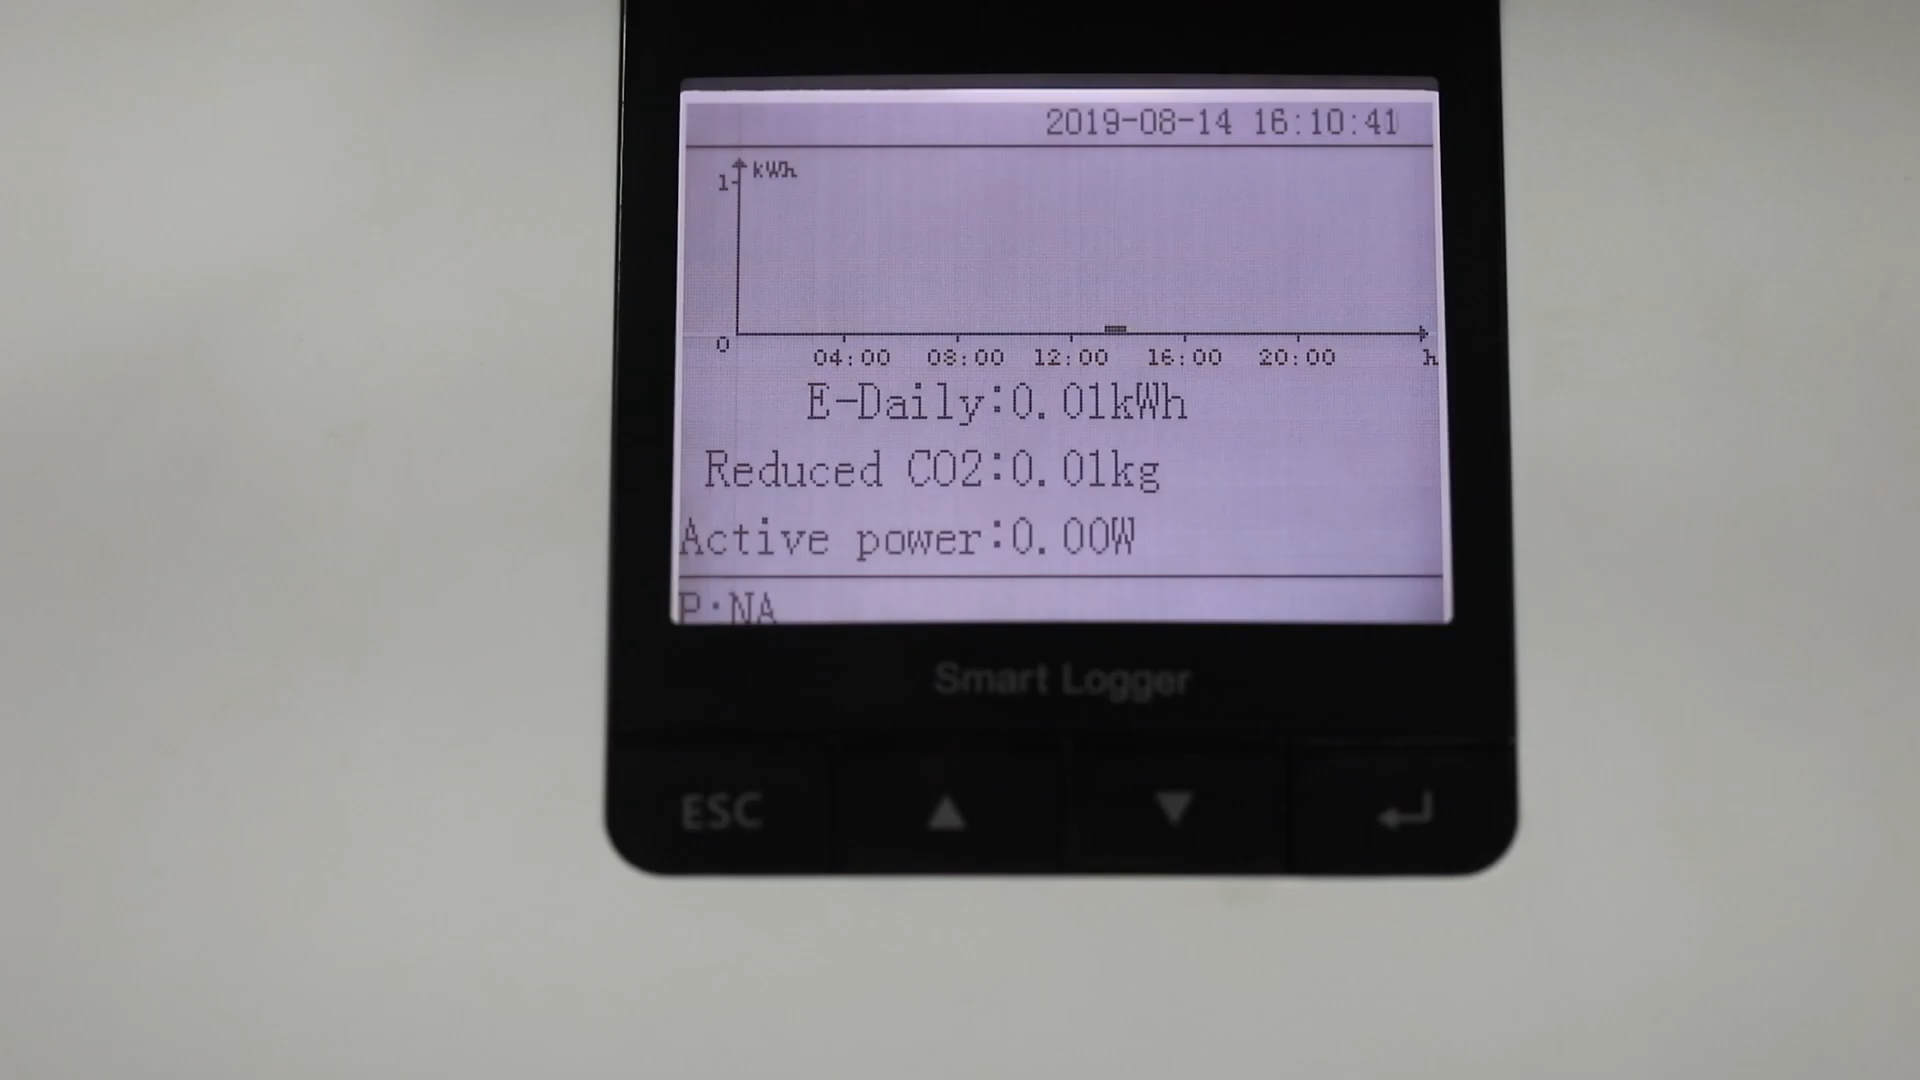 2019-08-14 16:10:41
kWh
1
0
04:00 08:00 12:00 16:00 20:00 h
E-Daily:0.01kWh
Reduced CO2:0.01kg
Active power:0.00W
P:NA
Smart Logger
ESC